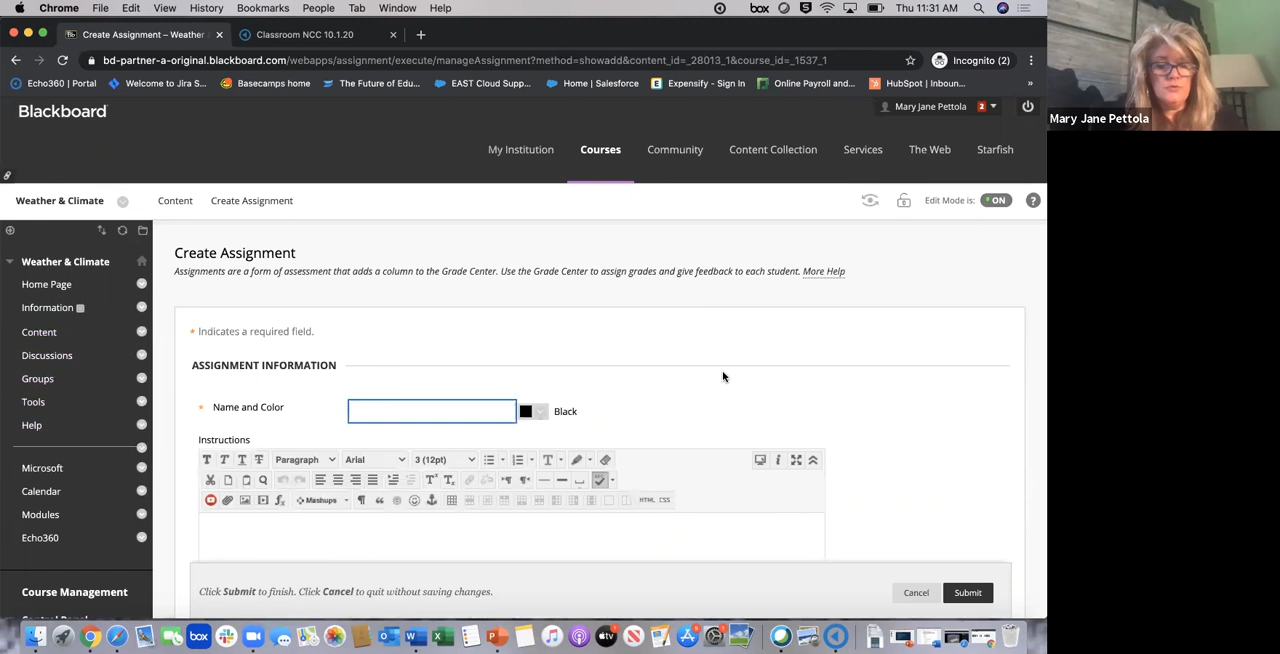 Chrome File Edit View History Bookmarks People Tab Window Help box Thu 11:31 AM
Create Assignment – Weather Classroom NCC 10.1.20
bd-partner-a-original.blackboard.com/webapps/assignment/execute/manageAssignment?method=showadd&content_id=_28013_1&course_id=_1537_1 Incognito (2)
Echo360 | Portal Welcome to Jira S... Basecamps home The Future of Edu... EAST Cloud Supp... Home | Salesforce Expensify - Sign In Online Payroll and... HubSpot | Inboun... »
Blackboard Mary Jane Pettola 2
My Institution Courses Community Content Collection Services The Web Starfish
Weather & Climate Content Create Assignment Edit Mode is: ON ?
Weather & Climate
Home Page
Information
Content
Discussions
Groups
Tools
Help
Microsoft
Calendar
Modules
Echo360
Course Management
Create Assignment
Assignments are a form of assessment that adds a column to the Grade Center. Use the Grade Center to assign grades and give feedback to each student. More Help
* Indicates a required field.
ASSIGNMENT INFORMATION
* Name and Color Black
Instructions
T T T T Paragraph Arial 3 (12pt) T i
Mashups HTML CSS
Click Submit to finish. Click Cancel to quit without saving changes. Cancel Submit
box
Mary Jane Pettola